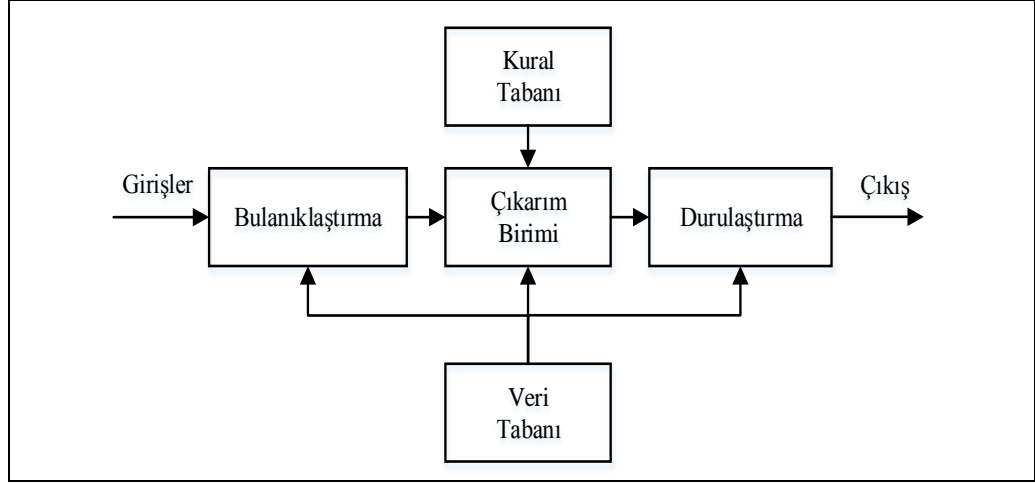 Kural
Tabanı
Girişler
Bulanıklaştırma
Çıkarım
Birimi
Durulaştırma
Çıkış
Veri
Tabanı